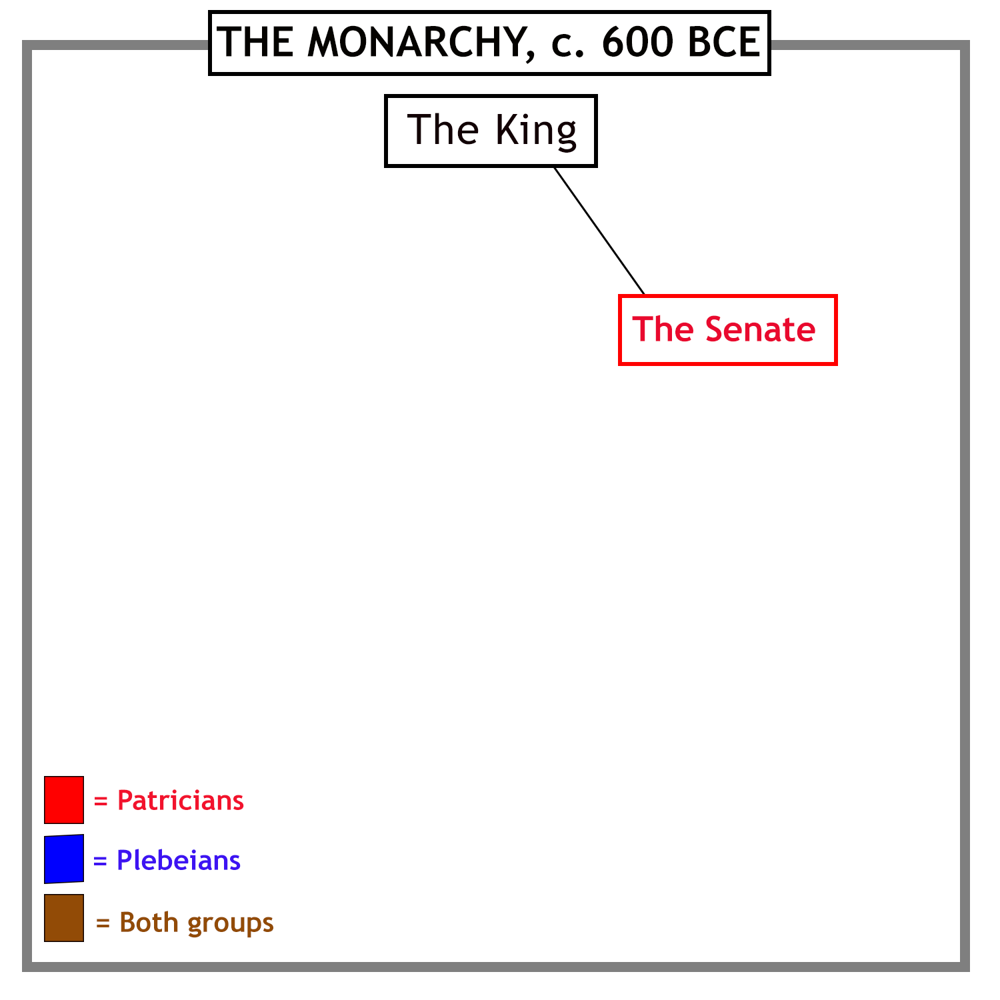 THE MONARCHY, c. 600 BCE
The King
The Senate
= Patricians
= Plebeians
= Both groups